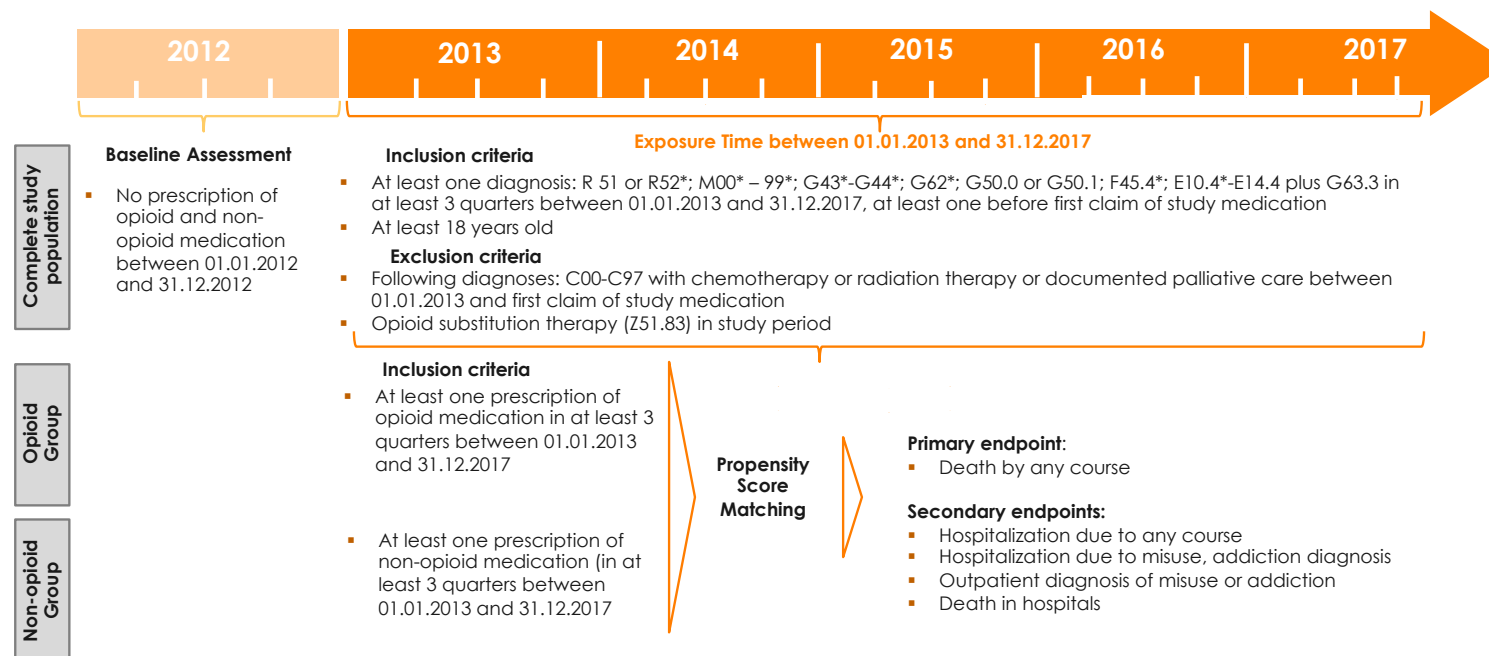 2012
2013
2014
2015
2016
2017
Exposure Time between 01.01.2013 and 31.12.2017
Complete study
population
Baseline Assessment
▪ No prescription of
opioid and non-
opioid medication
between 01.01.2012
and 31.12.2012
Inclusion criteria
▪ At least one diagnosis: R 51 or R52*; M00* – 99*; G43*-G44*; G62*; G50.0 or G50.1; F45.4*; E10.4*-E14.4 plus G63.3 in
at least 3 quarters between 01.01.2013 and 31.12.2017, at least one before first claim of study medication
▪ At least 18 years old
Exclusion criteria
▪ Following diagnoses: C00-C97 with chemotherapy or radiation therapy or documented palliative care between
01.01.2013 and first claim of study medication
▪ Opioid substitution therapy (Z51.83) in study period
Opioid
Group
Inclusion criteria
▪ At least one prescription of
opioid medication in at least 3
quarters between 01.01.2013
and 31.12.2017
Non-opioid
Group
▪ At least one prescription of
non-opioid medication (in at
least 3 quarters between
01.01.2013 and 31.12.2017
Propensity
Score
Matching
Primary endpoint:
▪ Death by any course
Secondary endpoints:
▪ Hospitalization due to any course
▪ Hospitalization due to misuse, addiction diagnosis
▪ Outpatient diagnosis of misuse or addiction
▪ Death in hospitals